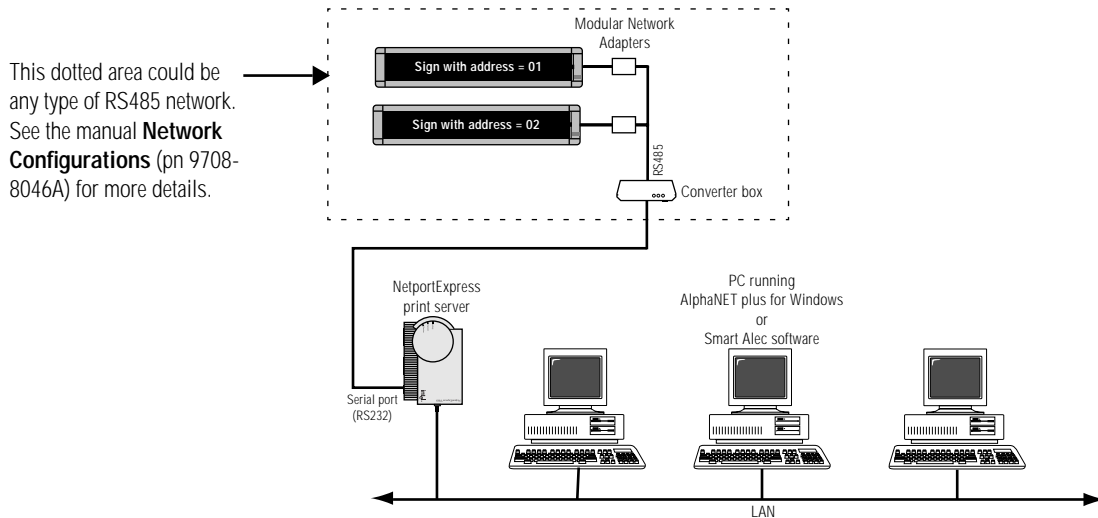 This dotted area could be
any type of RS485 network.
See the manual Network
Configurations (pn 9708-
8046A) for more details.
Modular Network
Adapters
Sign with address = 01
Sign with address = 02
RS485
Converter box
NetportExpress
print server
Serial port
(RS232)
PC running
AlphaNET plus for Windows
or
Smart Alec software
LAN